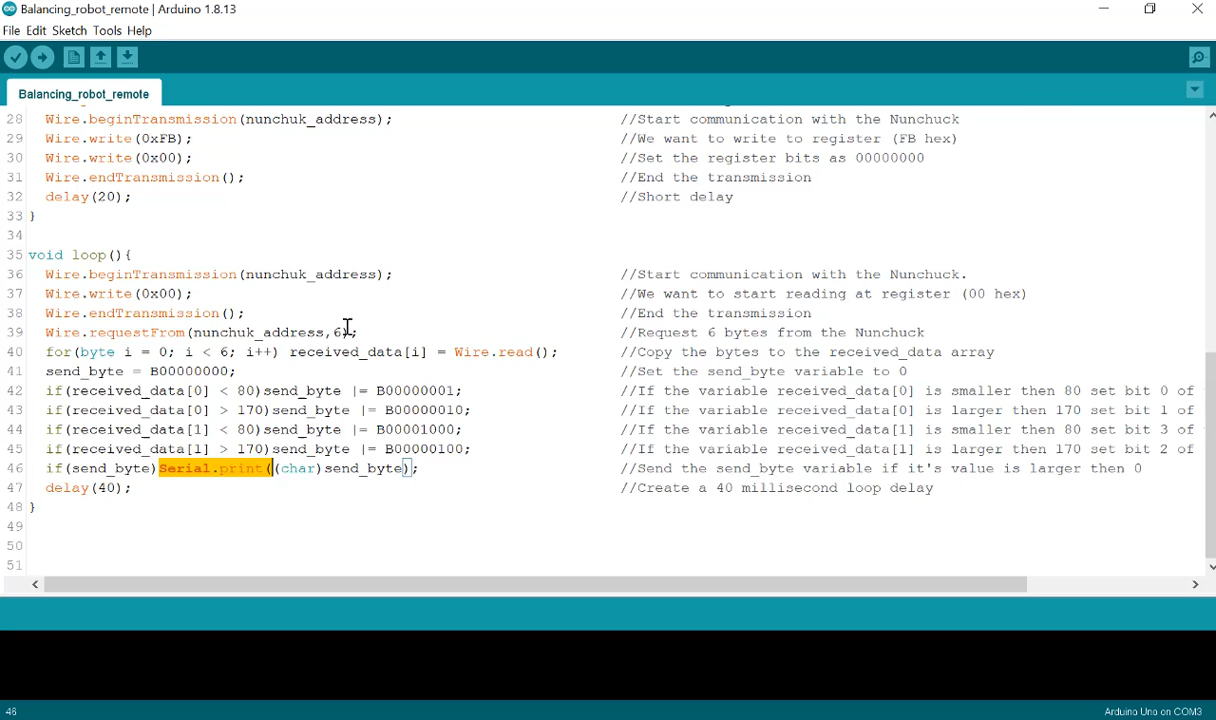 Balancing_robot_remote | Arduino 1.8.13
File Edit Sketch Tools Help
Balancing_robot_remote
28 Wire.beginTransmission(nunchuk_address); //Start communication with the Nunchuck
29 Wire.write(0xFB); //We want to write to register (FB hex)
30 Wire.write(0x00); //Set the register bits as 00000000
31 Wire.endTransmission(); //End the transmission
32 delay(20); //Short delay
33 }
34
35 void loop(){
36 Wire.beginTransmission(nunchuk_address); //Start communication with the Nunchuck.
37 Wire.write(0x00); //We want to start reading at register (00 hex)
38 Wire.endTransmission(); //End the transmission
39 Wire.requestFrom(nunchuk_address,6); //Request 6 bytes from the Nunchuck
40 for(byte i = 0; i < 6; i++) received_data[i] = Wire.read(); //Copy the bytes to the received_data array
41 send_byte = B00000000; //Set the send_byte variable to 0
42 if(received_data[0] < 80)send_byte |= B00000001; //If the variable received_data[0] is smaller then 80 set bit 0 of
43 if(received_data[0] > 170)send_byte |= B00000010; //If the variable received_data[0] is larger then 170 set bit 1 of
44 if(received_data[1] < 80)send_byte |= B00001000; //If the variable received_data[1] is smaller then 80 set bit 3 of
45 if(received_data[1] > 170)send_byte |= B00000100; //If the variable received_data[1] is larger then 170 set bit 2 of
46 if(send_byte)Serial.print((char)send_byte); //Send the send_byte variable if it's value is larger then 0
47 delay(40); //Create a 40 millisecond loop delay
48 }
49
50
51
46 Arduino Uno on COM3